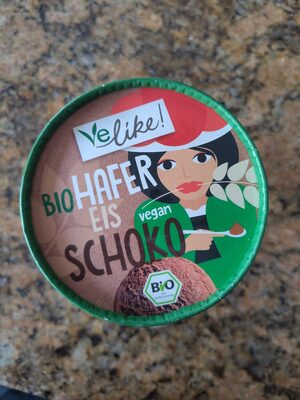 Velike!
BIO HAFER
EIS
vegan
SCHOKO
Bio